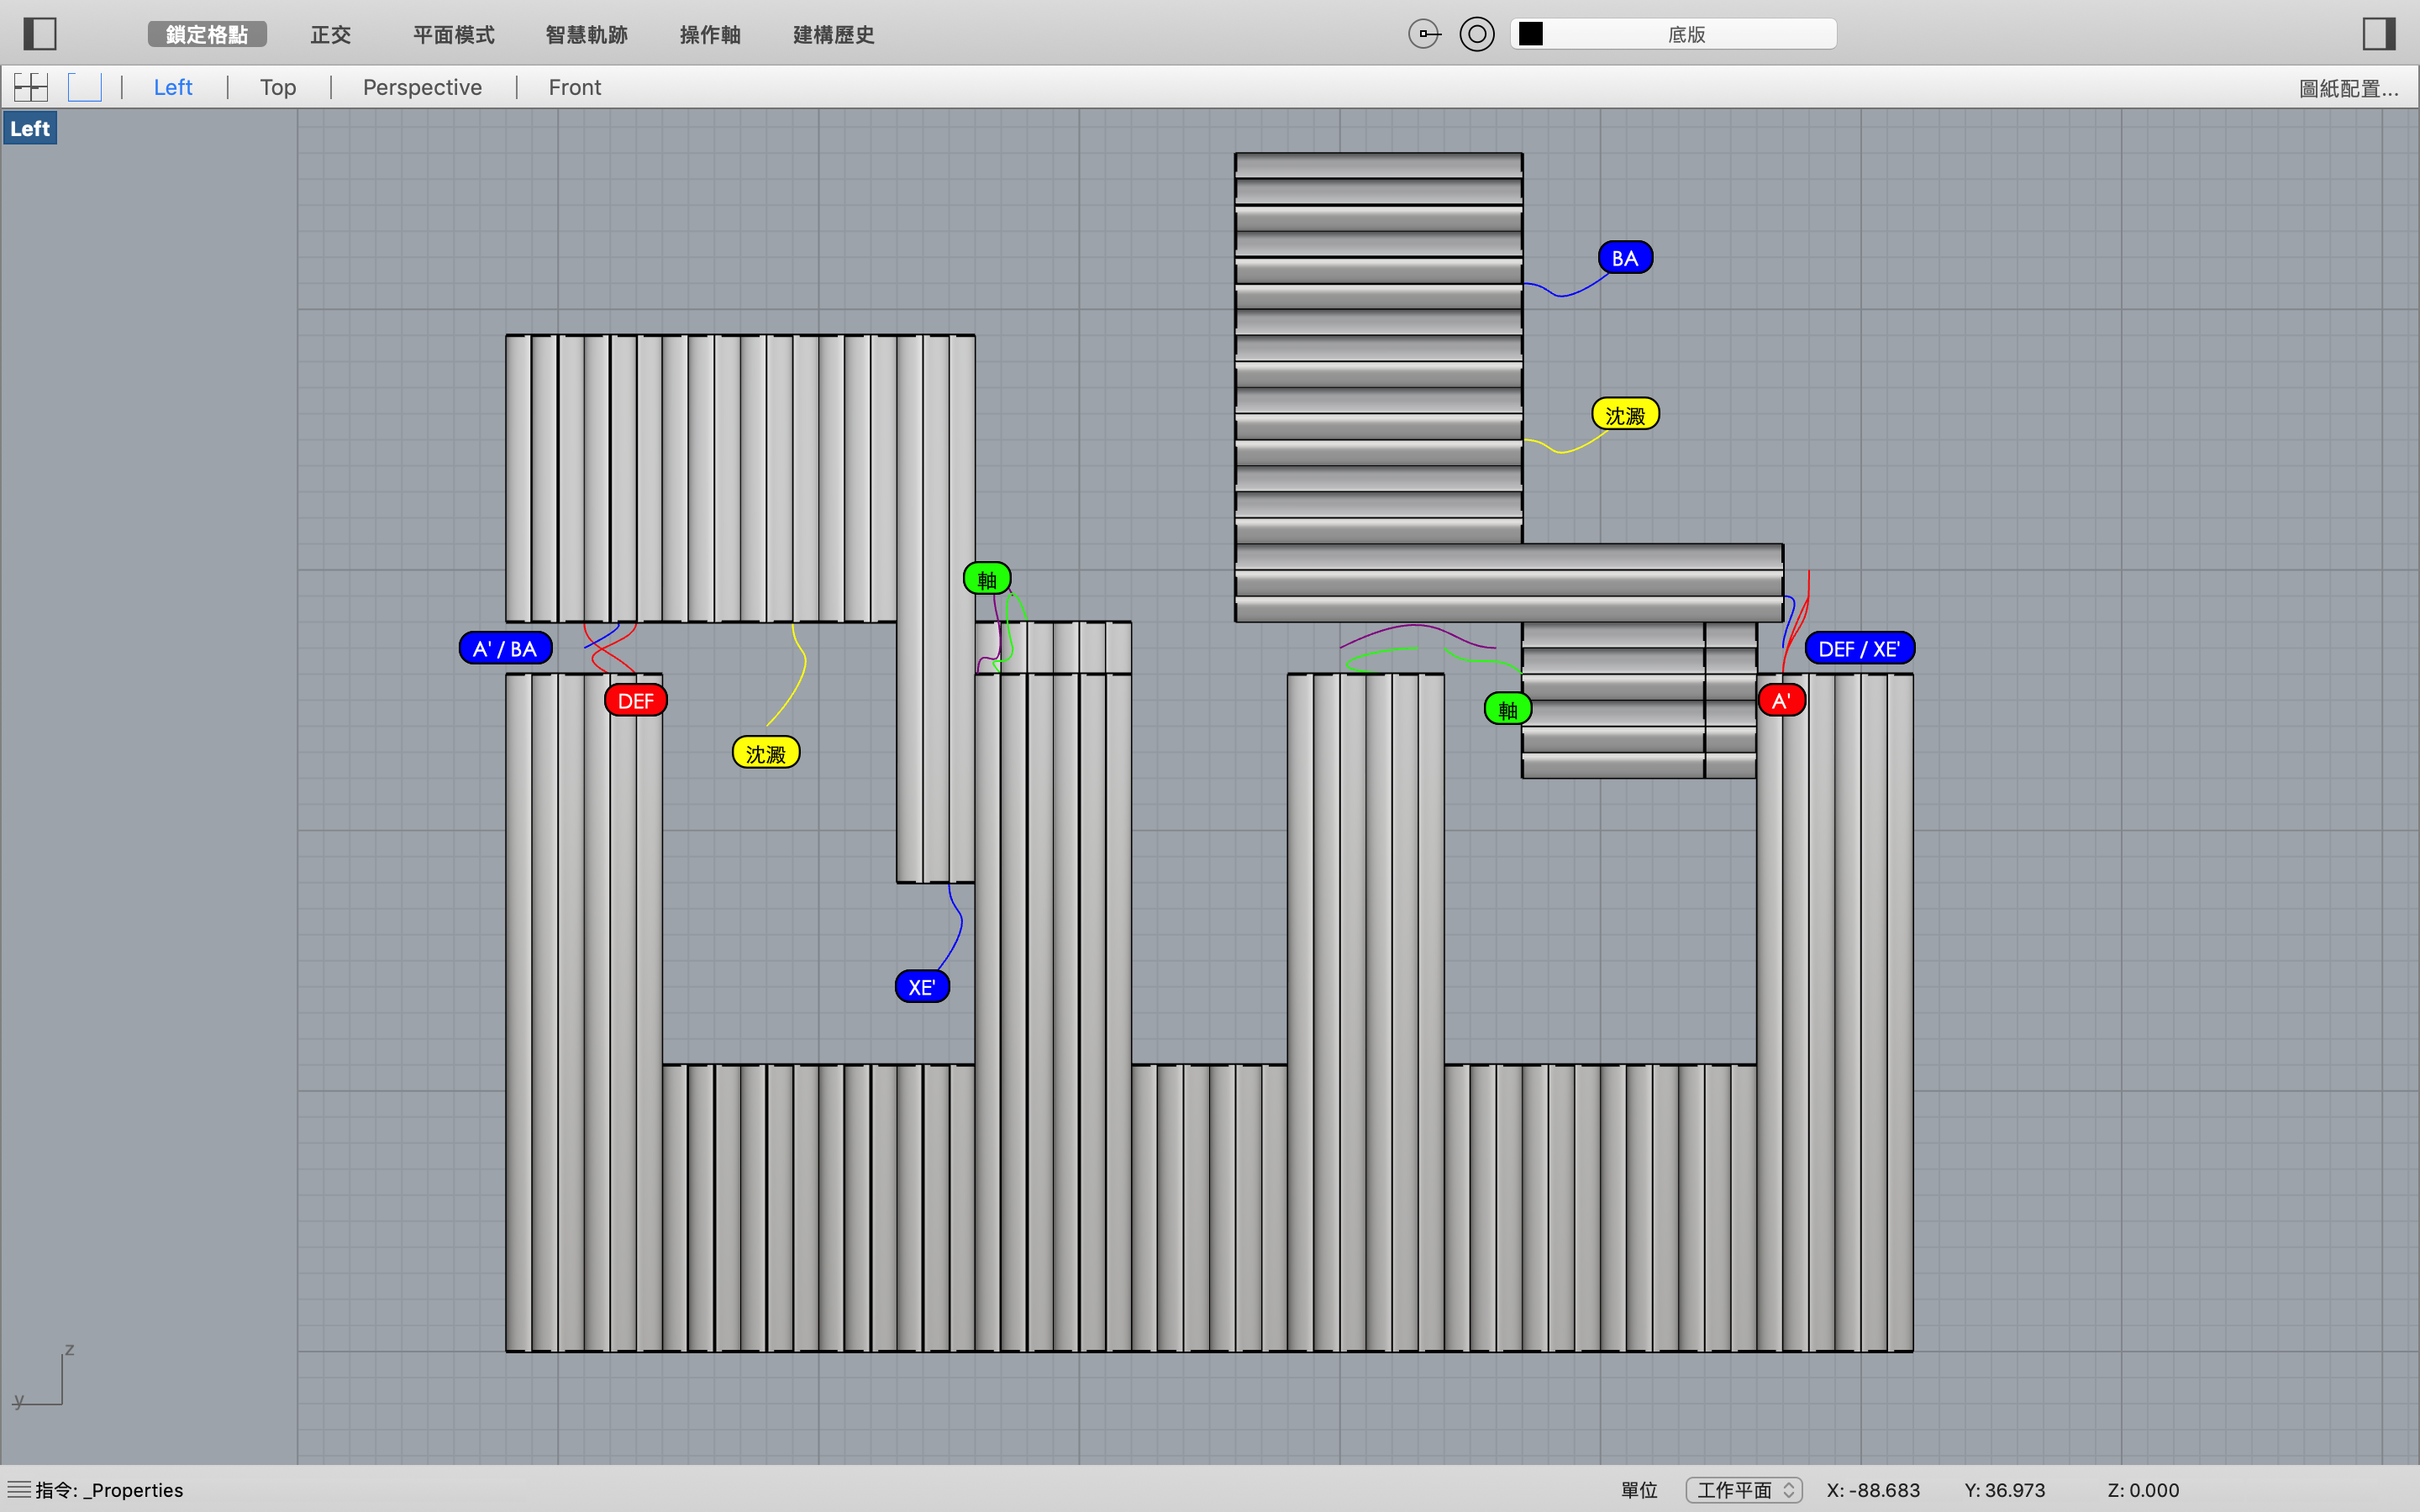 鎖定格點 正交 平面模式 智慧軌跡 操作軸 建構歷史 底版
Left Top Perspective Front 圖紙配置...
Left
BA
沈澱
軸
A' / BA
DEF / XE'
DEF
A'
軸
沈澱
XE'
z
y
指令: _Properties 單位 工作平面 X: -88.683 Y: 36.973 Z: 0.000